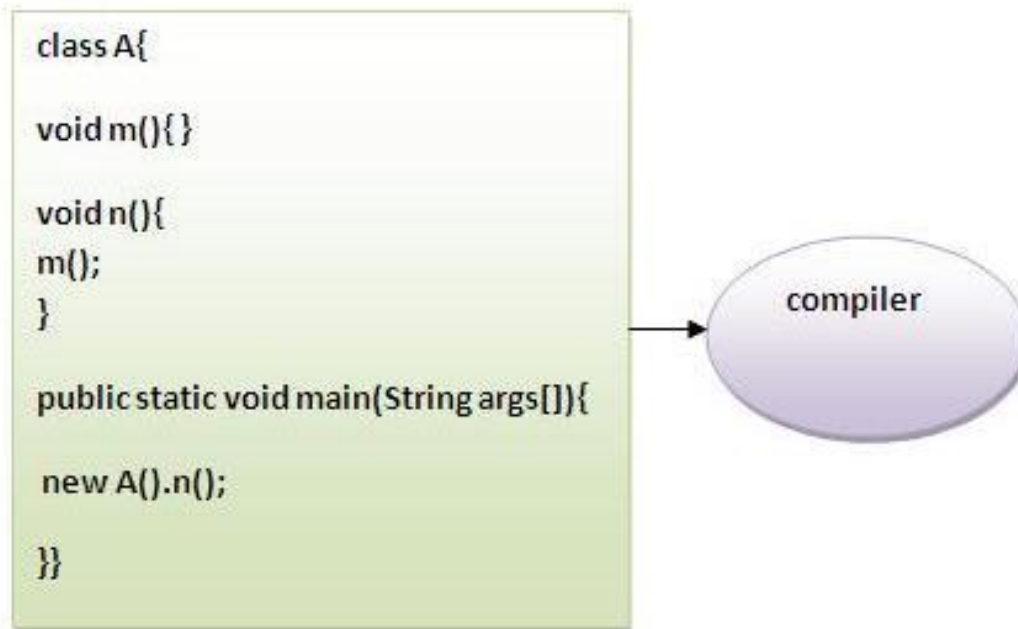 class A{
void m(){ }
void n(){
m();
}
public static void main(String args[]){
new A().n();
}}
compiler